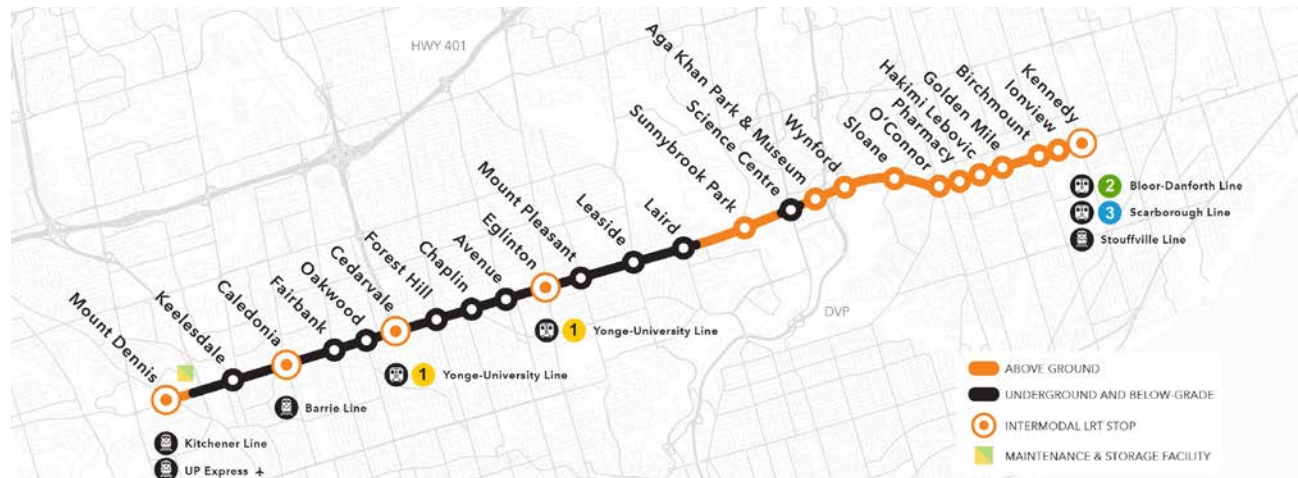 HWY 401
Mount Dennis
Keelesdale
Caledonia
Fairbank
Oakwood
Cedarvale
Forest Hill
Chaplin
Avenue
Eglinton
Mount Pleasant
Leaside
Laird
Sunnybrook Park
Science Centre
Aga Khan Park & Museum
Wynford
Sloane
O'Connor
Pharmacy
Hakimi Lebovic
Golden Mile
Birchmount
Ionview
Kennedy
2 Bloor-Danforth Line
3 Scarborough Line
Stouffville Line
DVP
1 Yonge-University Line
1 Yonge-University Line
Barrie Line
Kitchener Line
UP Express
ABOVE GROUND
UNDERGROUND AND BELOW-GRADE
INTERMODAL LRT STOP
MAINTENANCE & STORAGE FACILITY